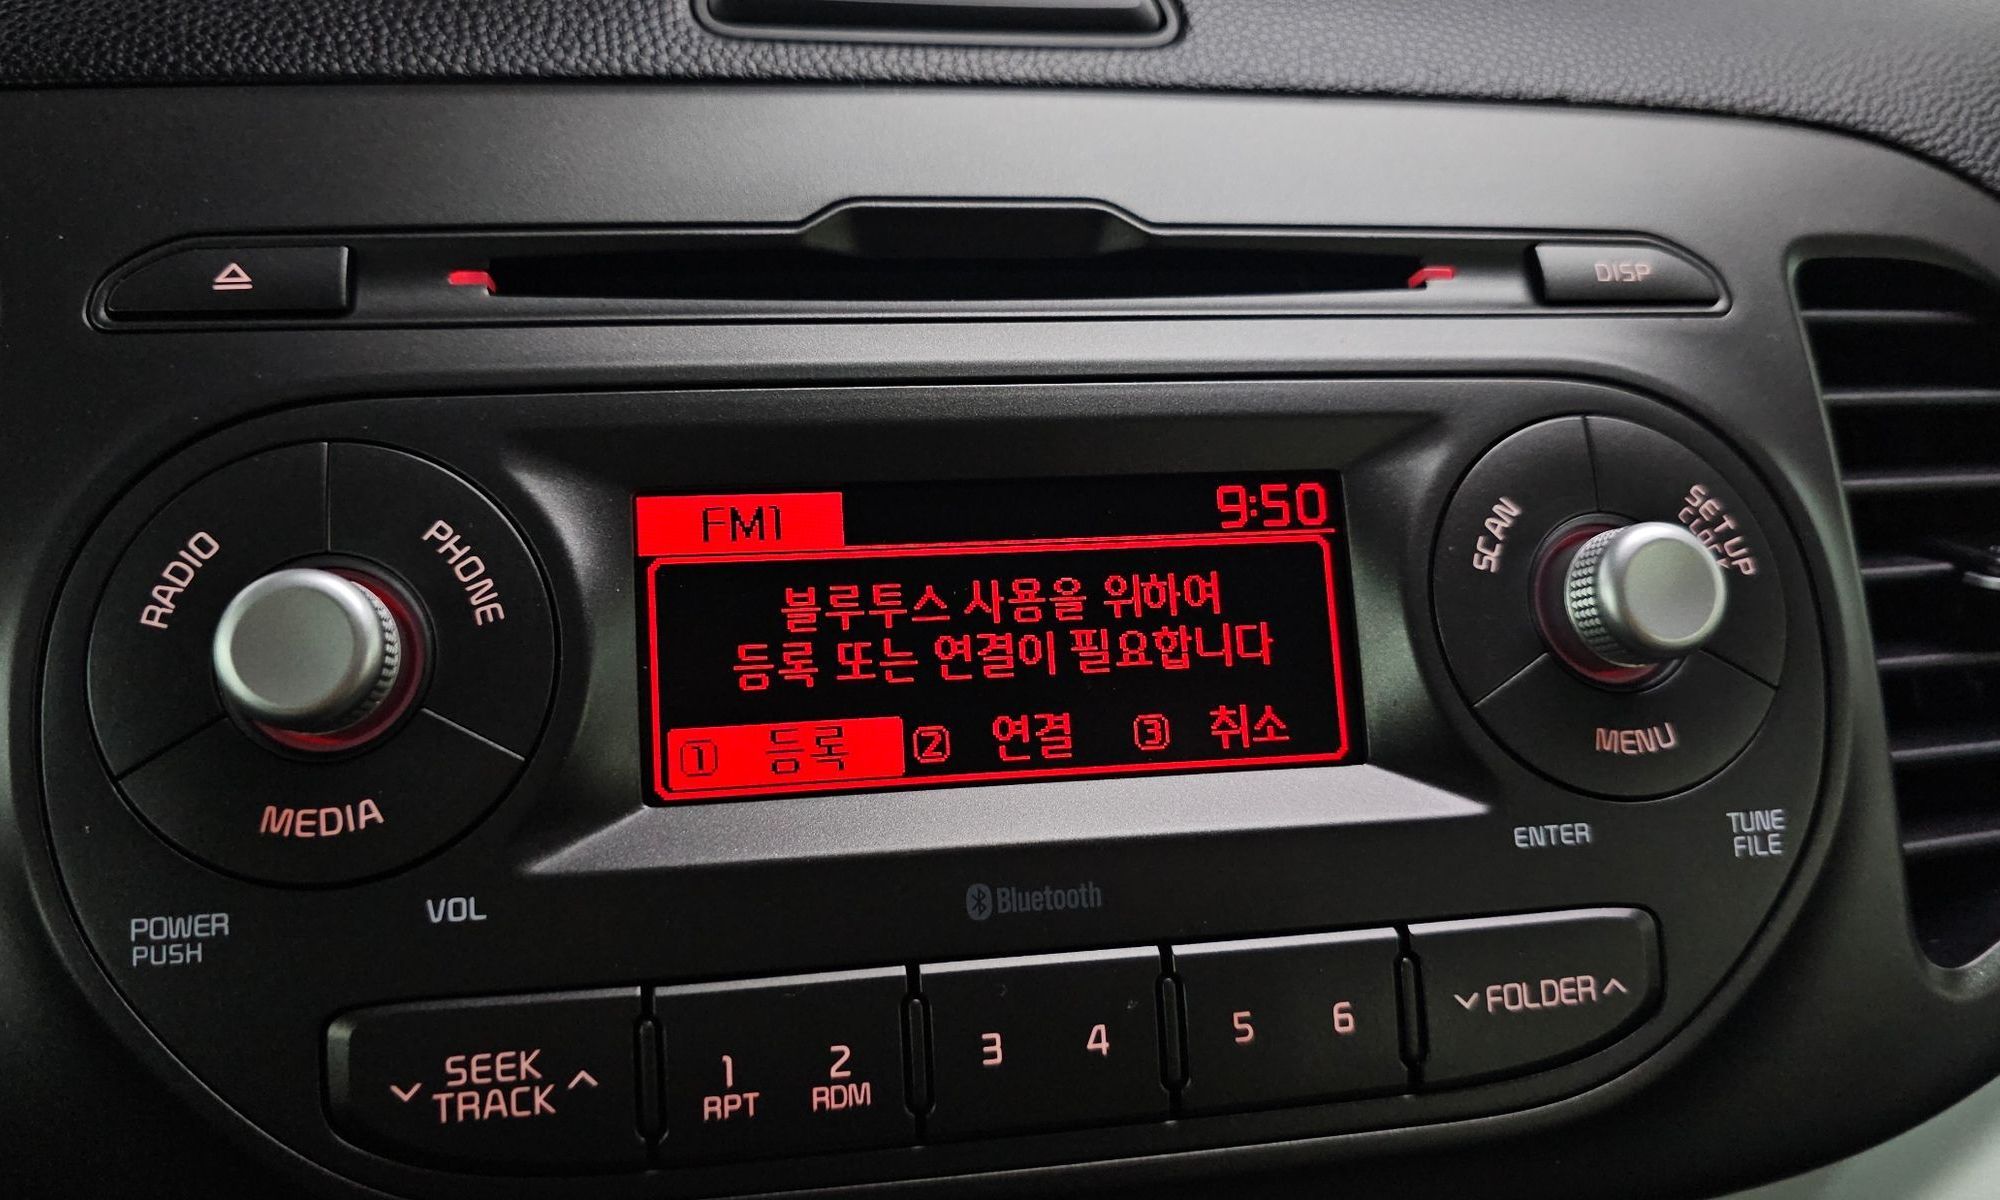 DISP
RADIO
PHONE
MEDIA
POWER
PUSH
VOL
FM1
9:50
블루투스 사용을 위하여
등록 또는 연결이 필요합니다
1 등록 2 연결 3 취소
SCAN
SETUP
CLOCK
MENU
ENTER
TUNE
FILE
Bluetooth
SEEK
TRACK
1
RPT
2
RDM
3
4
5
6
FOLDER